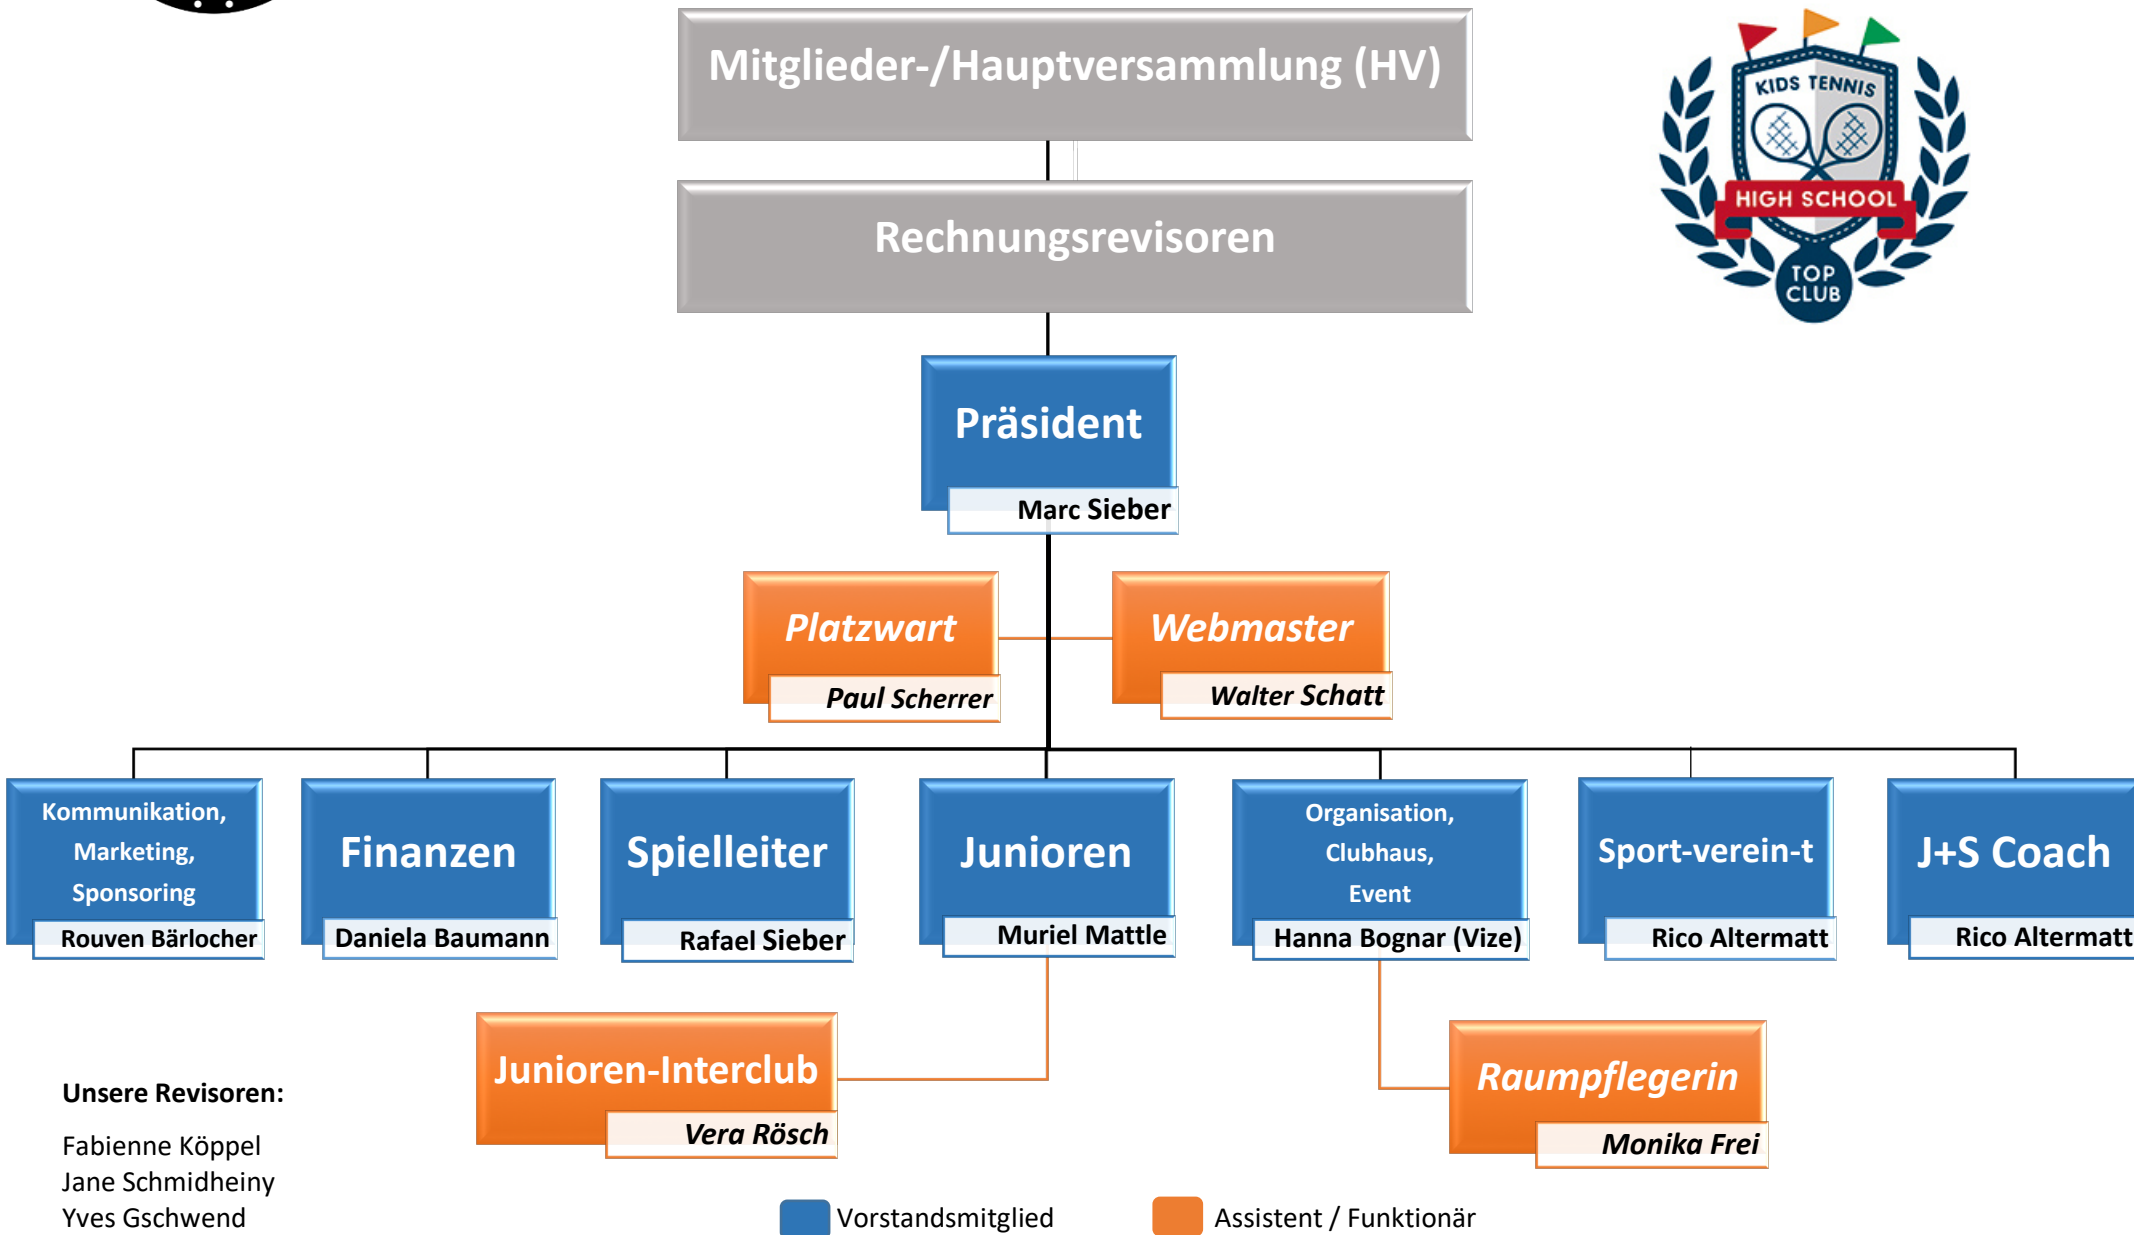 Mitglieder-/Hauptversammlung (HV)
KIDS TENNIS
HIGH SCHOOL
TOP
CLUB
Rechnungsrevisoren
Präsident
Marc Sieber
Platzwart
Paul Scherrer
Webmaster
Walter Schatt
Kommunikation,
Marketing,
Sponsoring
Rouven Bärlocher
Finanzen
Daniela Baumann
Spielleiter
Rafael Sieber
Junioren
Muriel Mattle
Organisation,
Clubhaus,
Event
Hanna Bognar (Vize)
Sport-verein-t
Rico Altermatt
J+S Coach
Rico Altermatt
Junioren-Interclub
Vera Rösch
Raumpflegerin
Monika Frei
Unsere Revisoren:
Fabienne Köppel
Jane Schmidheiny
Yves Gschwend
Vorstandsmitglied
Assistent / Funktionär